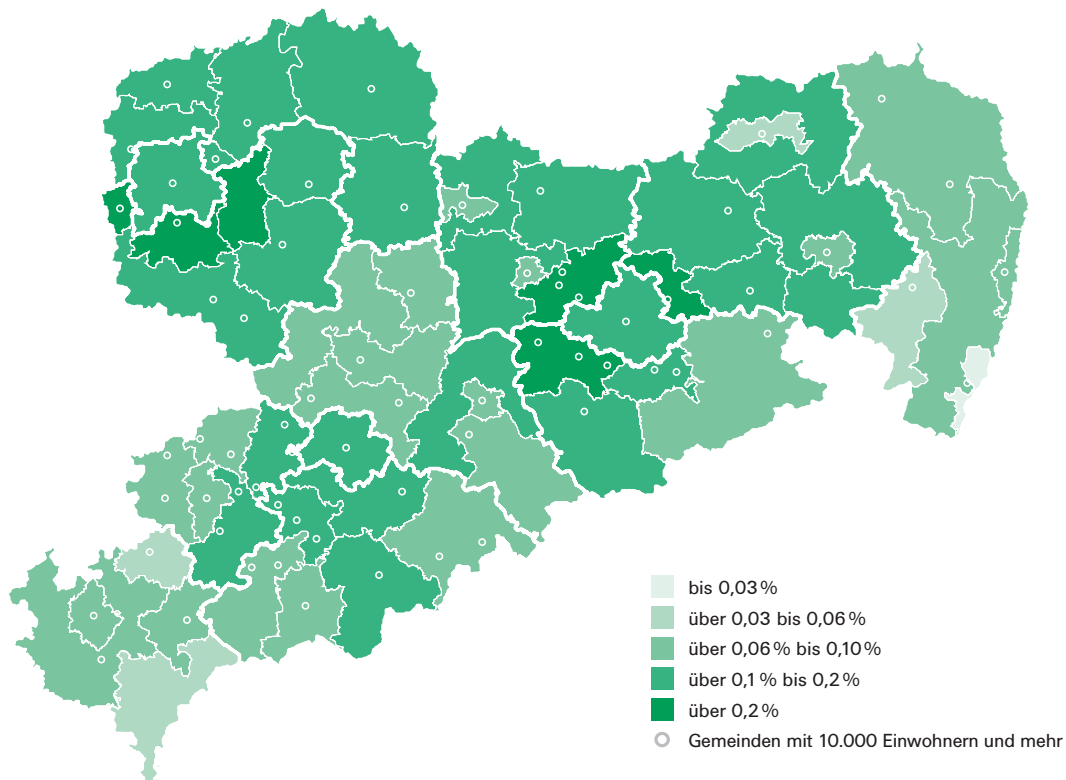 bis 0,03 %
über 0,03 bis 0,06 %
über 0,06 % bis 0,10 %
über 0,1 % bis 0,2 %
über 0,2 %
Gemeinden mit 10.000 Einwohnern und mehr